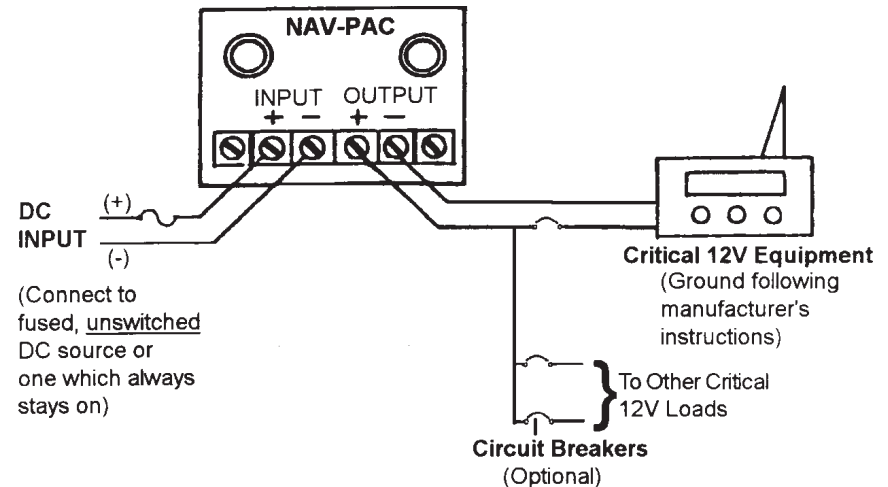 NAV-PAC
INPUT OUTPUT
+ − + −
DC
INPUT
(+)
(-)
(Connect to
fused, unswitched
DC source or
one which always
stays on)
Critical 12V Equipment
(Ground following
manufacturer's
instructions)
To Other Critical
12V Loads
Circuit Breakers
(Optional)